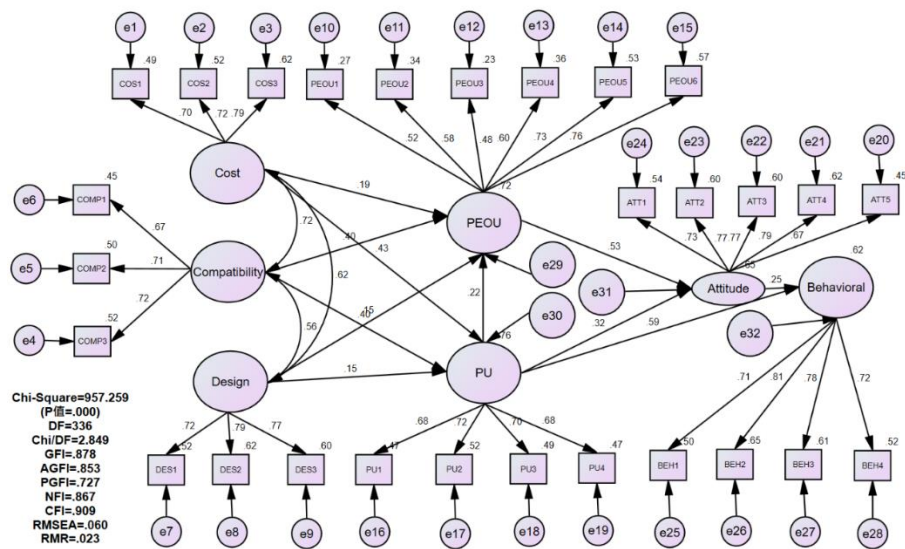 e1 e2 e3 e10 e11 e12 e13 e14 e15
.49 .52 .62 .27 .34 .23 .36 .53 .57
COS1 COS2 COS3 PEOU1 PEOU2 PEOU3 PEOU4 PEOU5 PEOU6
.70 .72 .79 .52 .58 .48 .60 .73 .76
e24 e23 e22 e21 e20
.54 .60 .60 .62 .45
ATT1 ATT2 ATT3 ATT4 ATT5
.73 .77 .77 .79 .67
Cost
.19
.72
PEOU
.53
e6 COMP1 .45
.67
.72 .40 .43
e5 COMP2 .50
.71
Compatibility
.62
e29
e31
.65
Attitude
.25
.62
Behavioral
e4 COMP3 .52
.72
.56
.15
.40
.22
e30
.32
.59
e32
Design
.15
.76
PU
Chi-Square=957.259
(P值=.000)
DF=336
Chi/DF=2.849
GFI=.878
AGFI=.853
PGFI=.727
NFI=.867
CFI=.909
RMSEA=.060
RMR=.023
.72 .79 .77 .68 .72 .70 .68 .71 .81 .78 .72
.52 .62 .60 .47 .52 .49 .47 .50 .65 .61 .52
DES1 DES2 DES3 PU1 PU2 PU3 PU4 BEH1 BEH2 BEH3 BEH4
e7 e8 e9 e16 e17 e18 e19 e25 e26 e27 e28